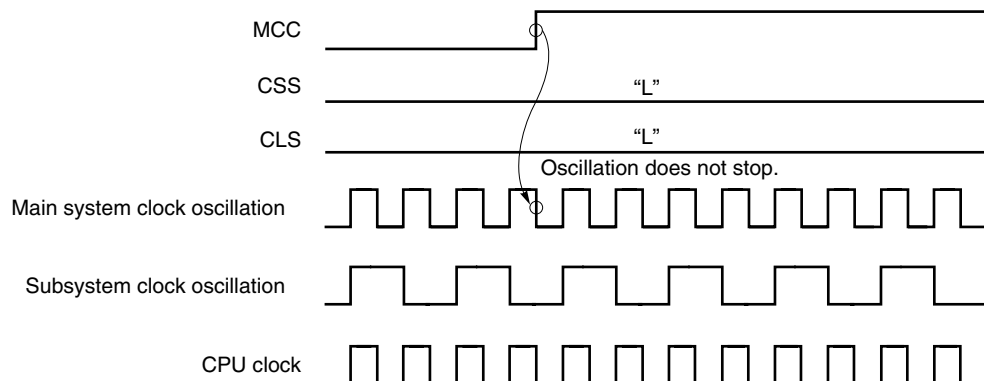 MCC
CSS “L”
CLS “L”
Oscillation does not stop.
Main system clock oscillation
Subsystem clock oscillation
CPU clock